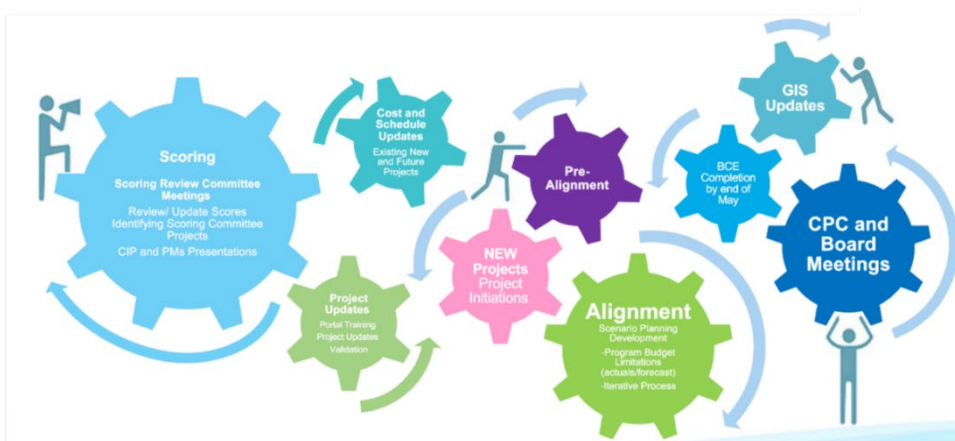 Scoring
Scoring Review Committee
Meetings
Review/ Update Scores
Identifying Scoring Committee
Projects
CIP and PMs Presentations
Cost and
Schedule
Updates
Existing New
and Future
Projects
Project
Updates
Portal Training
Project Updates
Validation
NEW
Projects
Project
Initiations
Pre-
Alignment
Alignment
Scenario Planning
Development
-Program Budget
Limitations
(actuals/forecast)
-Iterative Process
BCE
Completion
by end of
May
GIS
Updates
CPC and
Board
Meetings